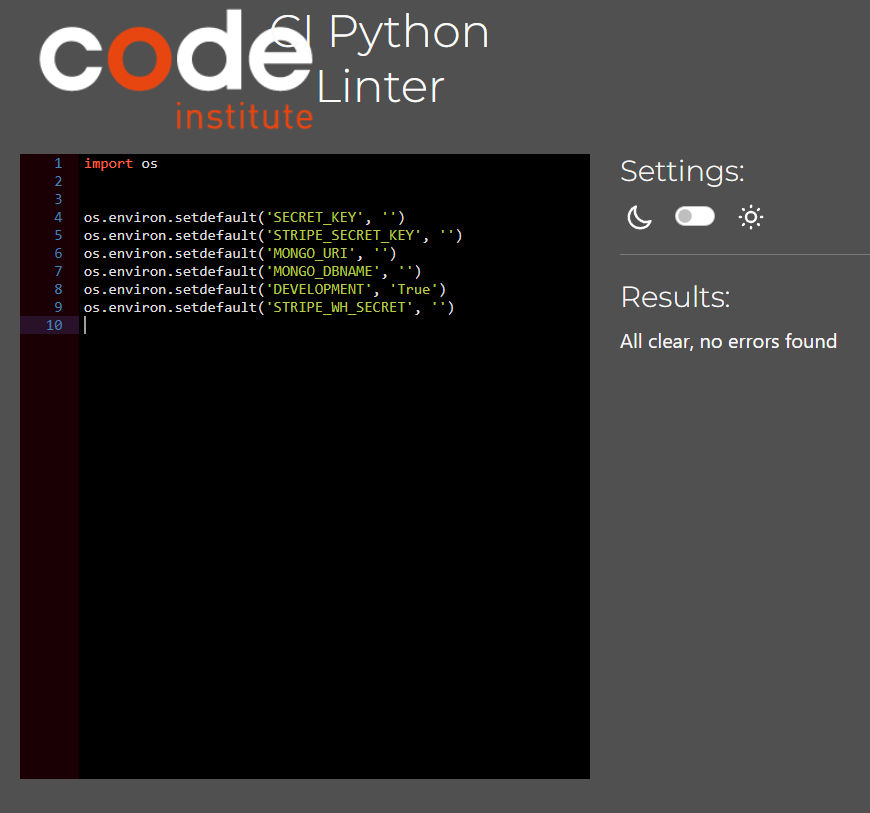 code
institute
CI Python
Linter
1 import os
2
3
4 os.environ.setdefault('SECRET_KEY', '')
5 os.environ.setdefault('STRIPE_SECRET_KEY', '')
6 os.environ.setdefault('MONGO_URI', '')
7 os.environ.setdefault('MONGO_DBNAME', '')
8 os.environ.setdefault('DEVELOPMENT', 'True')
9 os.environ.setdefault('STRIPE_WH_SECRET', '')
10
Settings:
Results:
All clear, no errors found